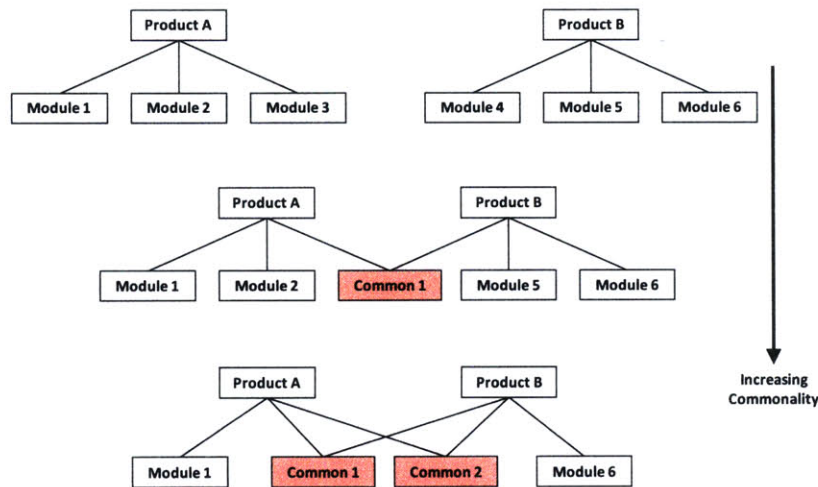 Product A
Product B
Module 1
Module 2
Module 3
Module 4
Module 5
Module 6
Product A
Product B
Module 1
Module 2
Common 1
Module 5
Module 6
Product A
Product B
Module 1
Common 1
Common 2
Module 6
Increasing
Commonality